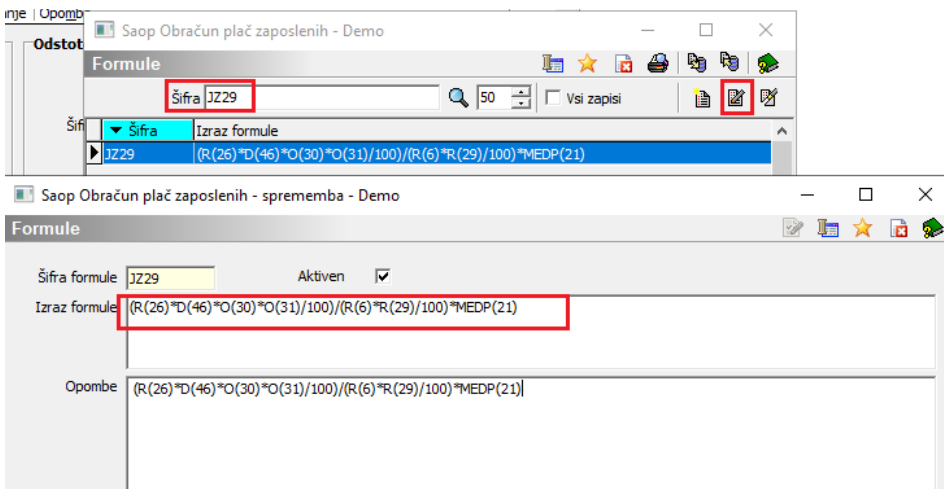 anje | Opombe
Odstot
Saop Obračun plač zaposlenih - Demo
Formule
Šifra JZ29
50
Vsi zapisi
Šif
Šifra Izraz formule
JZ29 (R(26)*D(46)*O(30)*O(31)/100)/(R(6)*R(29)/100)*MEDP(21)
Saop Obračun plač zaposlenih - sprememba - Demo
Formule
Šifra formule JZ29 Aktiven
Izraz formule (R(26)*D(46)*O(30)*O(31)/100)/(R(6)*R(29)/100)*MEDP(21)
Opombe (R(26)*D(46)*O(30)*O(31)/100)/(R(6)*R(29)/100)*MEDP(21)